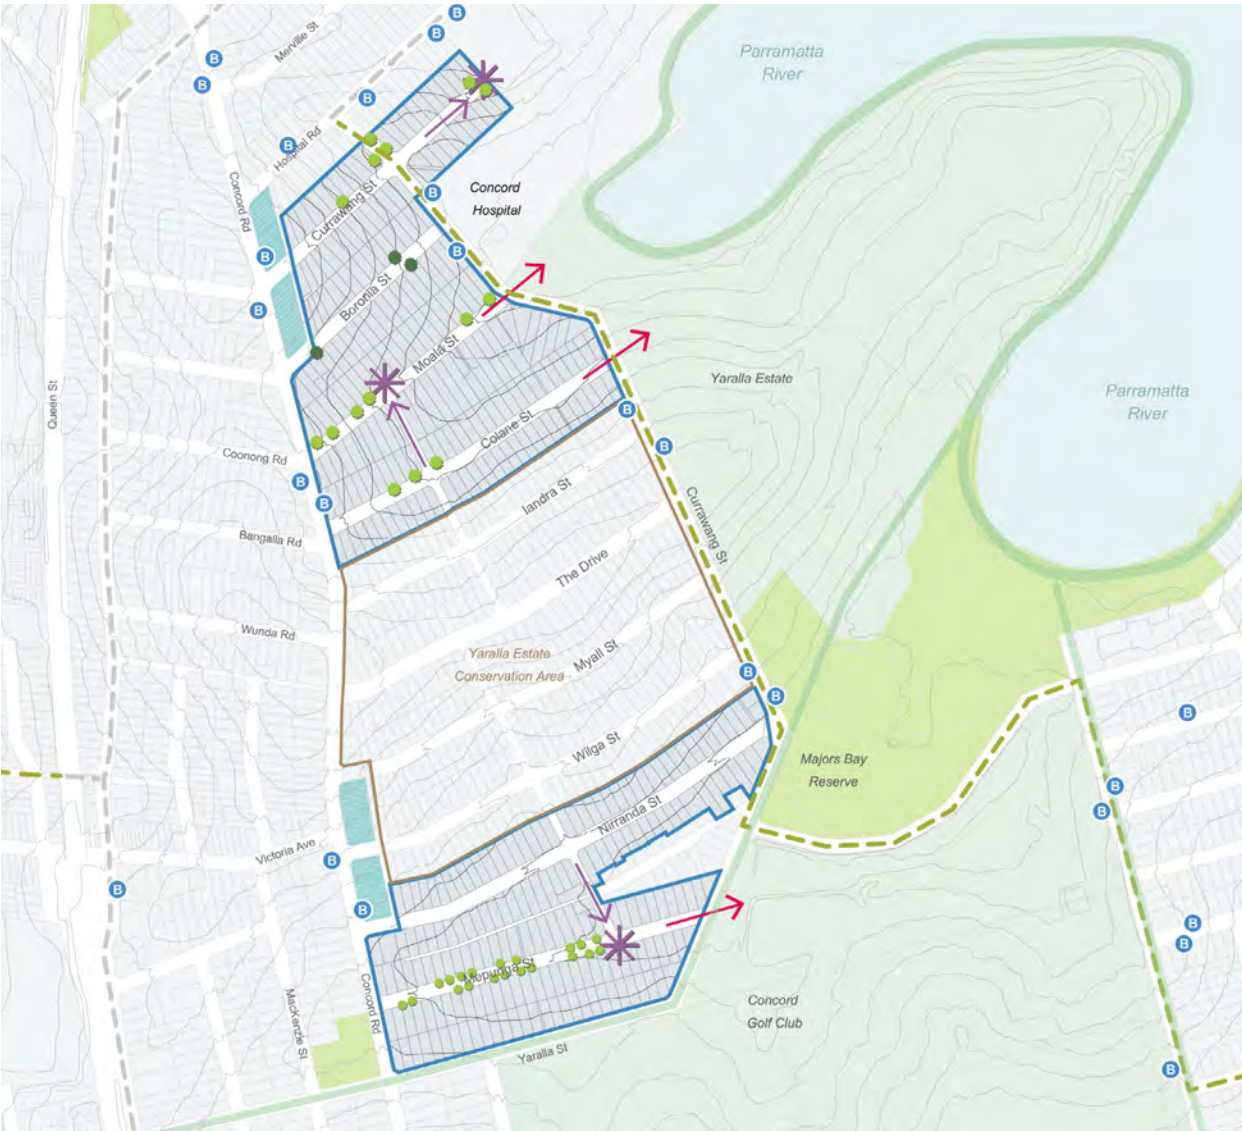 B
B
Merville St
B
B
Parramatta
River
B
Hospital Rd
B
Concord Rd
Concord
Hospital
B
Currawang St
B
B
B
Boronia St
Moala St
Yaralla Estate
Parramatta
River
Queen St
Colane St
B
B
Coonong Rd
B
B
Iandra St
Currawang St
Bangalla Rd
The Drive
Wunda Rd
Yaralla Estate
Conservation Area
Myall St
B
B
B
Wilga St
Majors Bay
Reserve
B
B
Nirranda St
Victoria Ave
B
B
B
B
B
Mepunga St
Concord Rd
MacKenzie St
Concord
Golf Club
Yaralla St
B